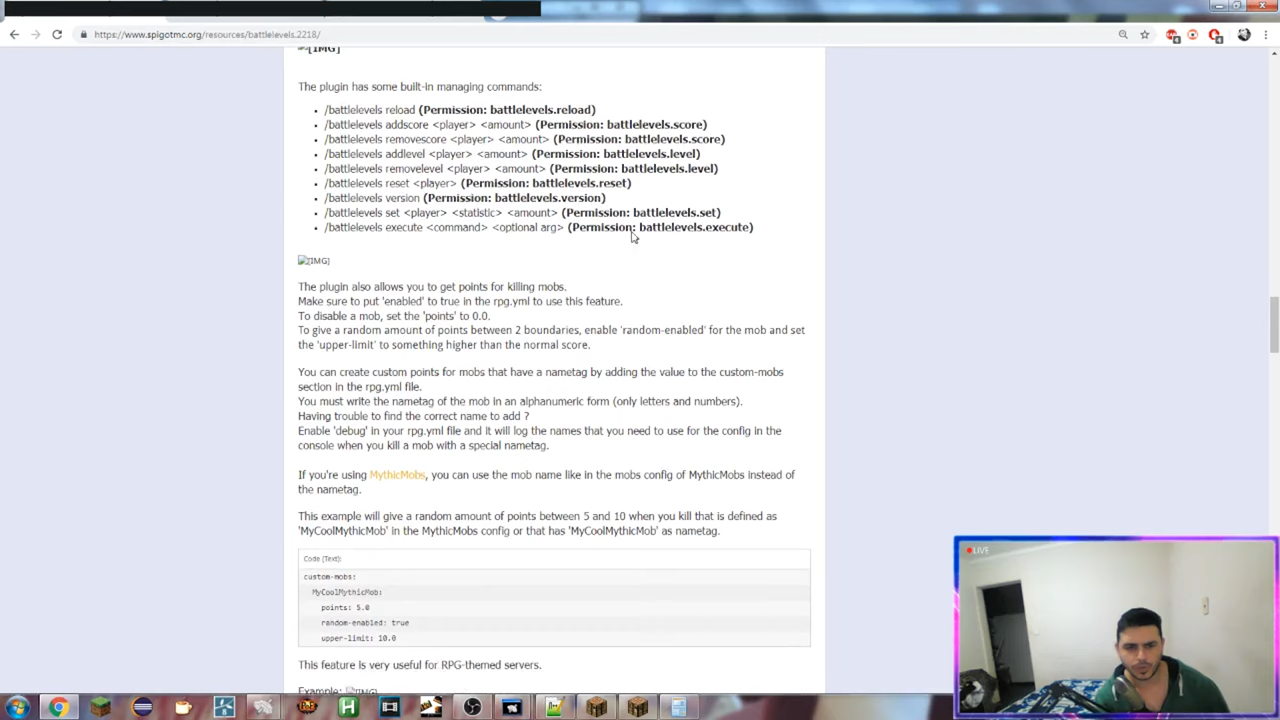 https://www.spigotmc.org/resources/battlelevels.2218/
[IMG]
The plugin has some built-in managing commands:
/battlelevels reload (Permission: battlelevels.reload)
/battlelevels addscore <player> <amount> (Permission: battlelevels.score)
/battlelevels removescore <player> <amount> (Permission: battlelevels.score)
/battlelevels addlevel <player> <amount> (Permission: battlelevels.level)
/battlelevels removelevel <player> <amount> (Permission: battlelevels.level)
/battlelevels reset <player> (Permission: battlelevels.reset)
/battlelevels version (Permission: battlelevels.version)
/battlelevels set <player> <statistic> <amount> (Permission: battlelevels.set)
/battlelevels execute <command> <optional arg> (Permission: battlelevels.execute)
[IMG]
The plugin also allows you to get points for killing mobs.
Make sure to put 'enabled' to true in the rpg.yml to use this feature.
To disable a mob, set the 'points' to 0.0.
To give a random amount of points between 2 boundaries, enable 'random-enabled' for the mob and set
the 'upper-limit' to something higher than the normal score.
You can create custom points for mobs that have a nametag by adding the value to the custom-mobs
section in the rpg.yml file.
You must write the nametag of the mob in an alphanumeric form (only letters and numbers).
Having trouble to find the correct name to add ?
Enable 'debug' in your rpg.yml file and it will log the names that you need to use for the config in the
console when you kill a mob with a special nametag.
If you're using MythicMobs, you can use the mob name like in the mobs config of MythicMobs instead of
the nametag.
This example will give a random amount of points between 5 and 10 when you kill that is defined as
'MyCoolMythicMob' in the MythicMobs config or that has 'MyCoolMythicMob' as nametag.
Code (Text):
custom-mobs:
MyCoolMythicMob:
points: 5.0
random-enabled: true
upper-limit: 10.0
This feature is very useful for RPG-themed servers.
Example: [IMG]
LIVE